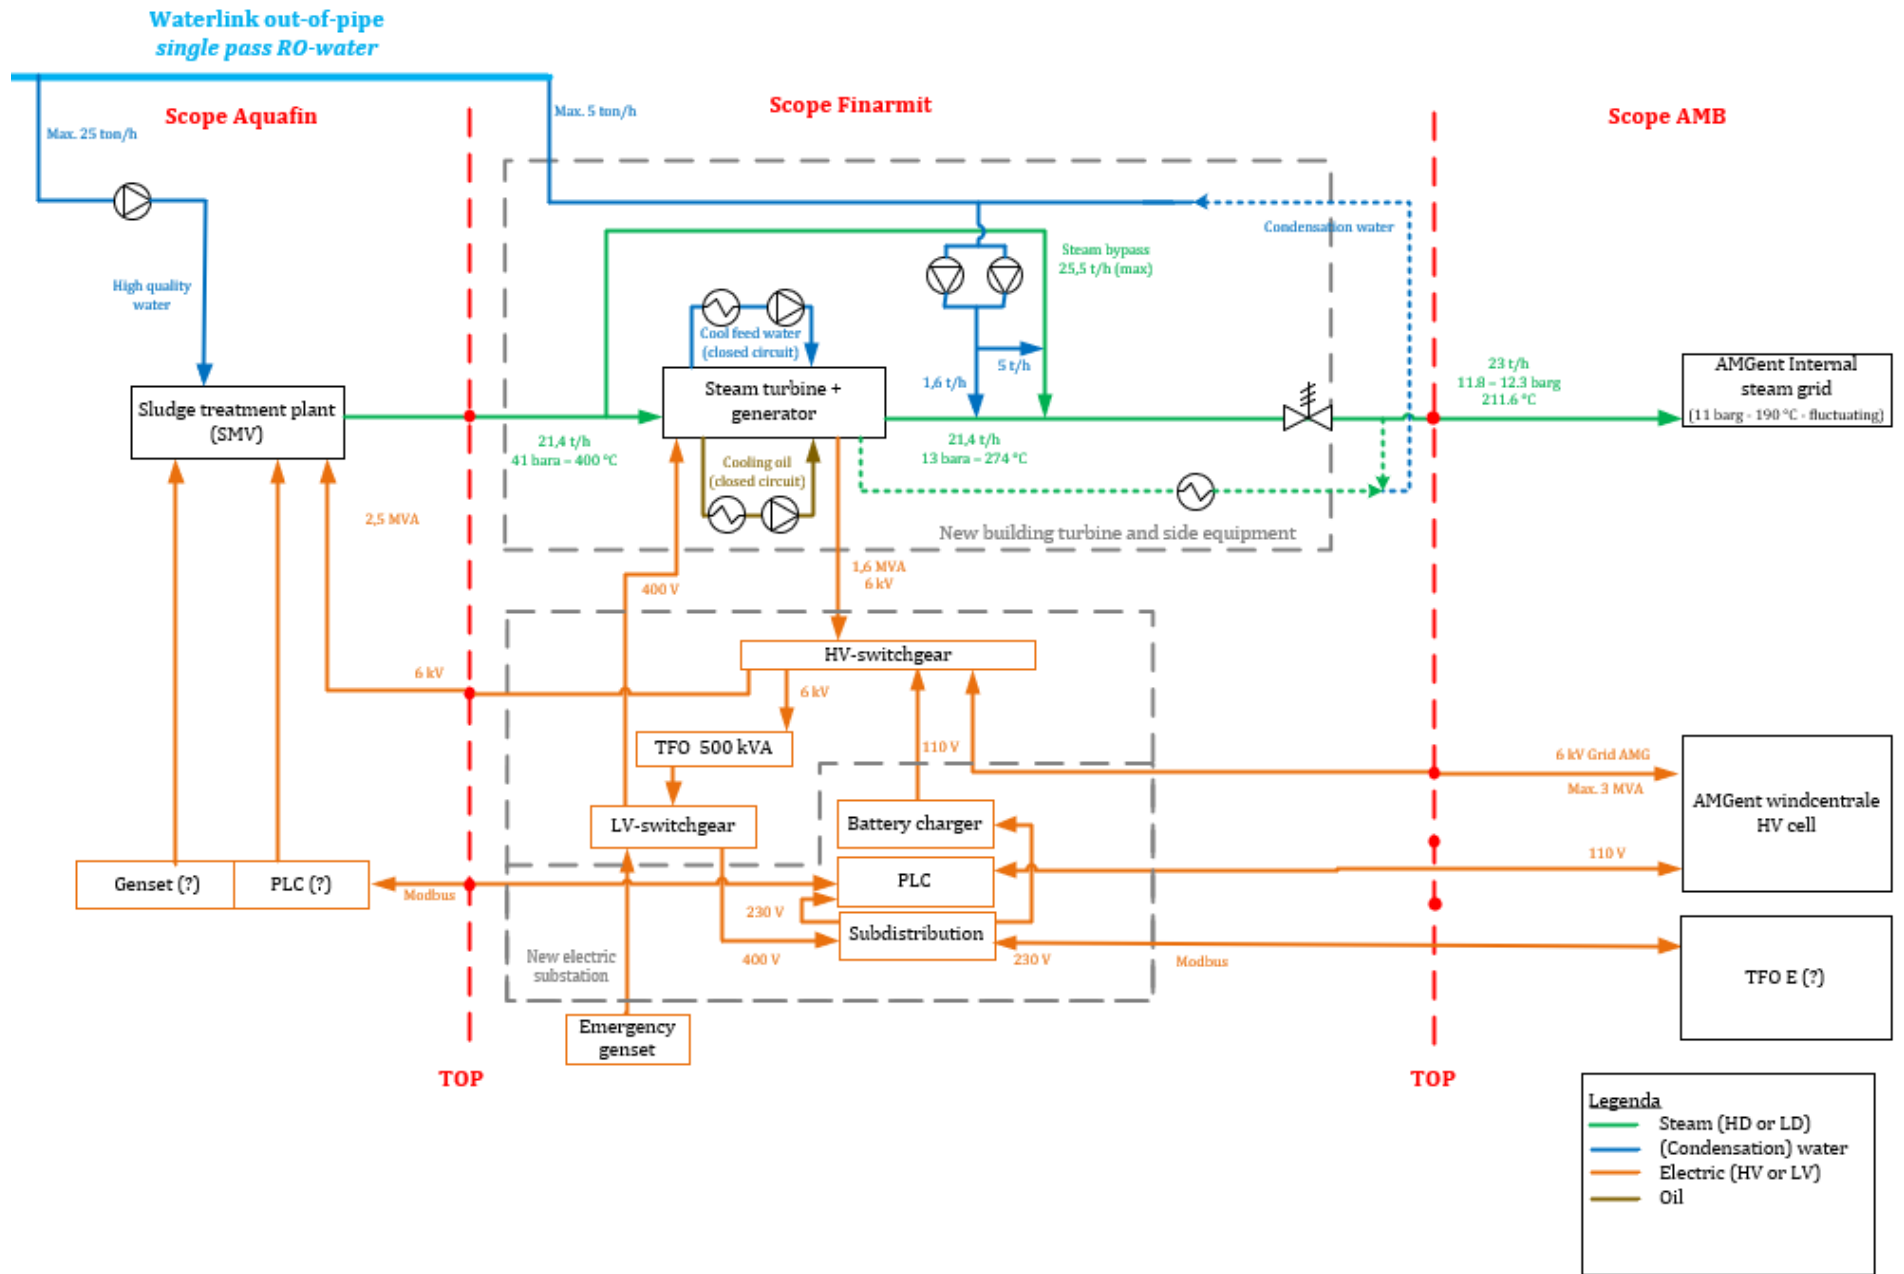 Waterlink out-of-pipe
single pass RO-water
Scope Aquafin
Scope Finarmit
Scope AMB
Max. 25 ton/h
Max. 5 ton/h
High quality
water
Condensation water
Steam bypass
25,5 t/h (max)
Cool feed water
(closed circuit)
5 t/h
1,6 t/h
Sludge treatment plant
(SMV)
Steam turbine +
generator
23 t/h
11.8 – 12.3 barg
211.6 °C
AMGent Internal
steam grid
(11 barg - 190 °C - fluctuating)
21,4 t/h
41 bara – 400 °C
Cooling oil
(closed circuit)
21,4 t/h
13 bara – 274 °C
New building turbine and side equipment
2,5 MVA
400 V
1,6 MVA
6 kV
HV-switchgear
6 kV
6 kV
TFO 500 kVA
110 V
6 kV Grid AMG
Max. 3 MVA
AMGent windcentrale
HV cell
LV-switchgear
Battery charger
110 V
Genset (?)
PLC (?)
Modbus
PLC
230 V
Subdistribution
400 V
230 V
Modbus
New electric
substation
TFO E (?)
Emergency
genset
TOP
TOP
Legenda
Steam (HD or LD)
(Condensation) water
Electric (HV or LV)
Oil